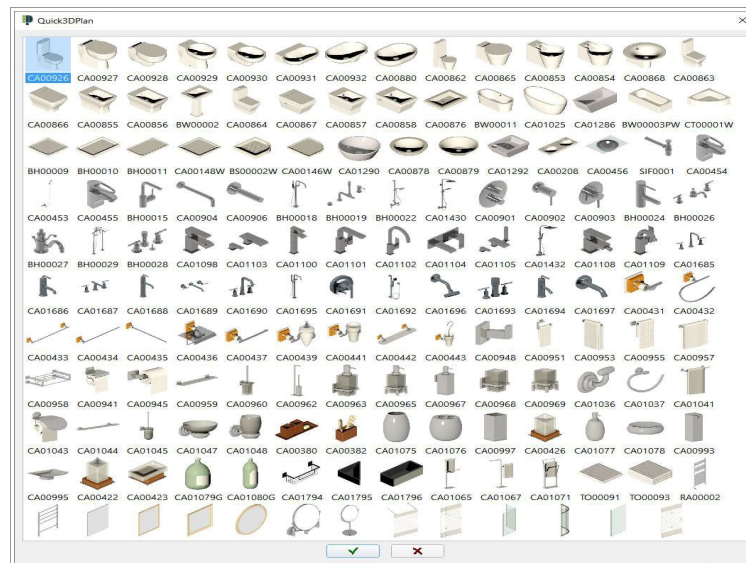 Quick3DPlan
CA00926 CA00927 CA00928 CA00929 CA00930 CA00931 CA00932 CA00880 CA00862 CA00865 CA00853 CA00854 CA00868 CA00863
CA00866 CA00855 CA00856 BW00002 CA00864 CA00867 CA00857 CA00858 CA00876 BW00011 CA01025 CA01286 BW00003PW CT00001W
BH00009 BH00010 BH00011 CA00148W BS00002W CA00146W CA01290 CA00878 CA00879 CA01292 CA00208 CA00456 SIF0001 CA00454
CA00453 CA00455 BH00015 CA00904 CA00906 BH00018 BH00019 BH00022 CA01430 CA00901 CA00902 CA00903 BH00024 BH00026
BH00027 BH00029 BH00028 CA01098 CA01103 CA01100 CA01101 CA01102 CA01104 CA01105 CA01432 CA01108 CA01109 CA01685
CA01686 CA01687 CA01688 CA01689 CA01690 CA01695 CA01691 CA01692 CA01696 CA01693 CA01694 CA01697 CA00431 CA00432
CA00433 CA00434 CA00435 CA00436 CA00437 CA00439 CA00441 CA00442 CA00443 CA00948 CA00951 CA00953 CA00955 CA00957
CA00958 CA00941 CA00945 CA00959 CA00960 CA00962 CA00963 CA00965 CA00967 CA00968 CA00969 CA01036 CA01037 CA01041
CA01043 CA01044 CA01045 CA01047 CA01048 CA00380 CA00382 CA01075 CA01076 CA00997 CA00426 CA01077 CA01078 CA00993
CA00995 CA00422 CA00423 CA01079G CA01080G CA01794 CA01795 CA01796 CA01065 CA01067 CA01071 TO00091 TO00093 RA00002